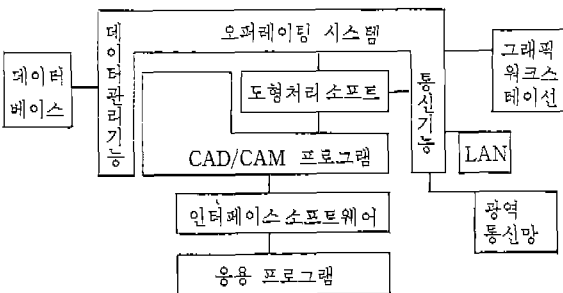 오퍼레이팅 시스템
데이터관리기능
데이터
베이스
도형처리 소프트
통신기능
그래픽
워크스
테이션
CAD/CAM 프로그램
LAN
인터페이스 소프트웨어
광역
통신망
응용 프로그램